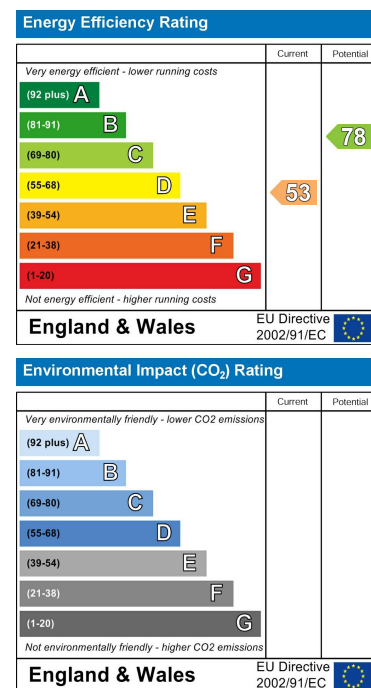 Energy Efficiency Rating
Current Potential
Very energy efficient - lower running costs
(92 plus) A
(81-91) B
78
(69-80) C
(55-68) D
53
(39-54) E
(21-38) F
(1-20) G
Not energy efficient - higher running costs
England & Wales
EU Directive
2002/91/EC
Environmental Impact (CO₂) Rating
Current Potential
Very environmentally friendly - lower CO2 emissions
(92 plus) A
(81-91) B
(69-80) C
(55-68) D
(39-54) E
(21-38) F
(1-20) G
Not environmentally friendly - higher CO2 emissions
England & Wales
EU Directive
2002/91/EC